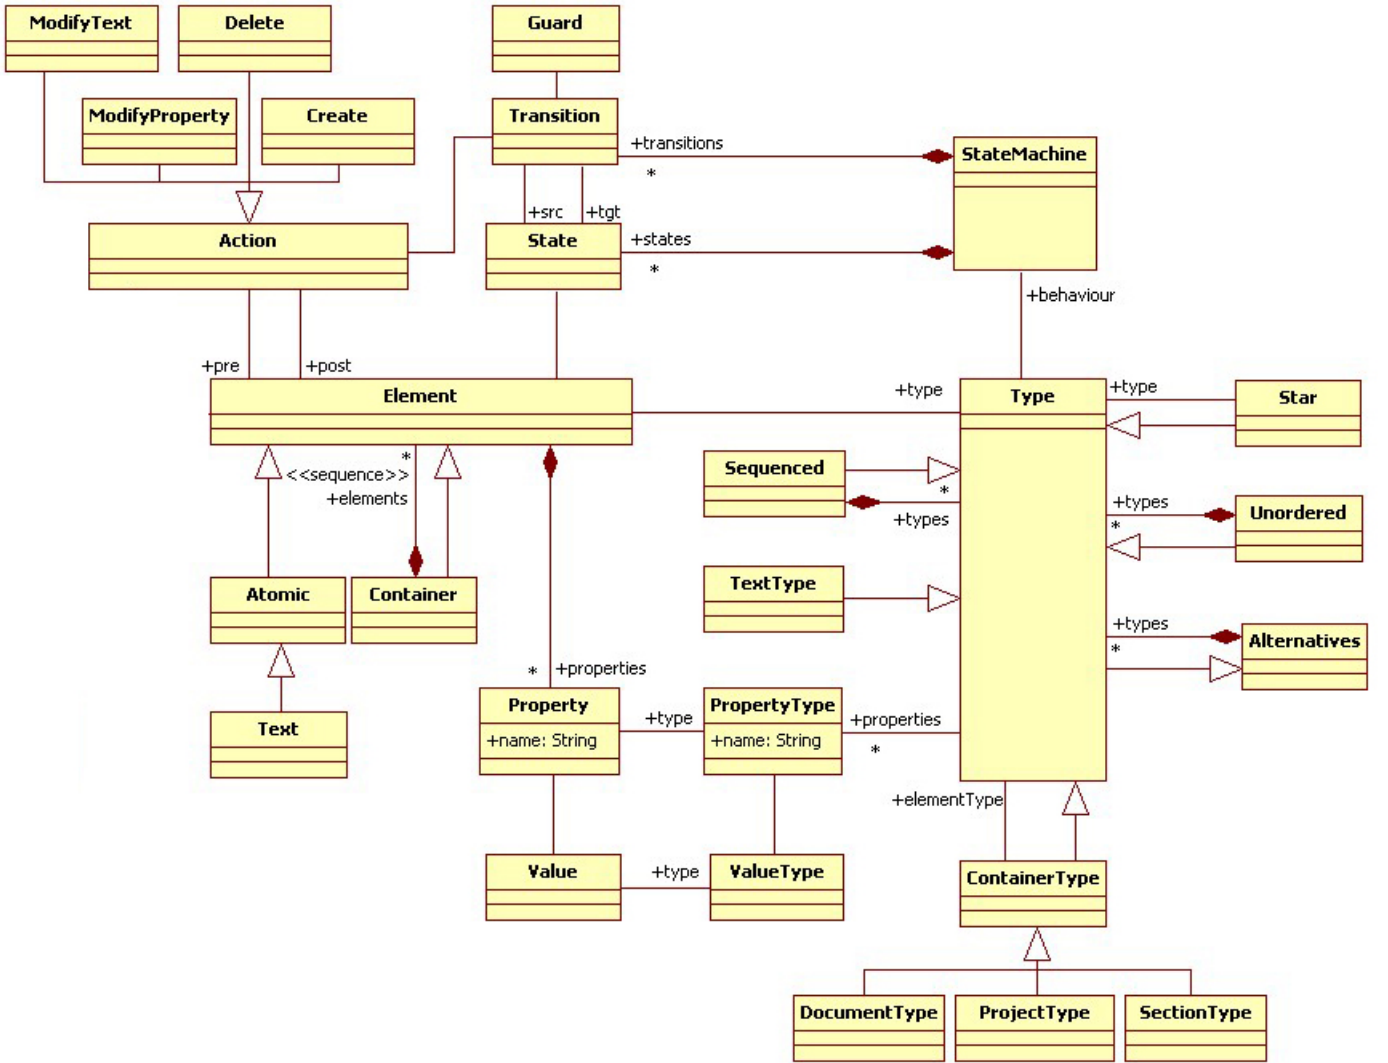 ModifyText
Delete
Guard
ModifyProperty
Create
Transition
+transitions
*
StateMachine
+src
+tgt
Action
State
+states
*
+behaviour
+pre
+post
Element
+type
Type
+type
Star
*
<<sequence>>
+elements
Sequenced
*
+types
+types
*
Unordered
Atomic
Container
TextType
+types
*
Alternatives
*
+properties
Text
Property
+name: String
+type
PropertyType
+name: String
+properties
*
+elementType
Value
+type
ValueType
ContainerType
DocumentType
ProjectType
SectionType